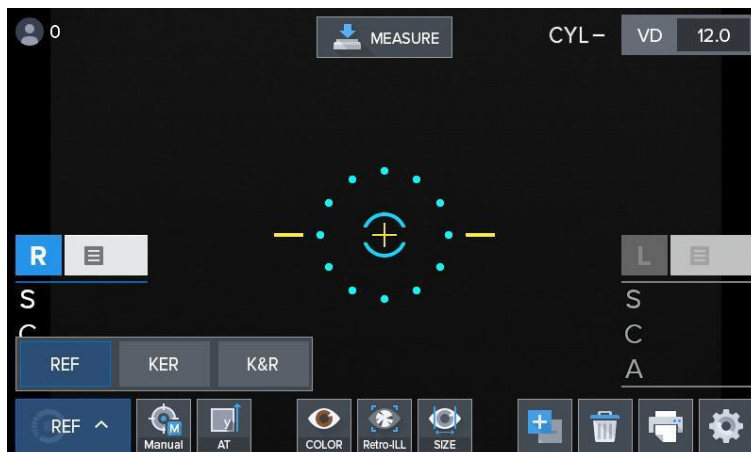 0 MEASURE CYL- VD 12.0
R L
S S
C C
A
REF KER K&R
REF Manual M y AT COLOR Retro-ILL SIZE